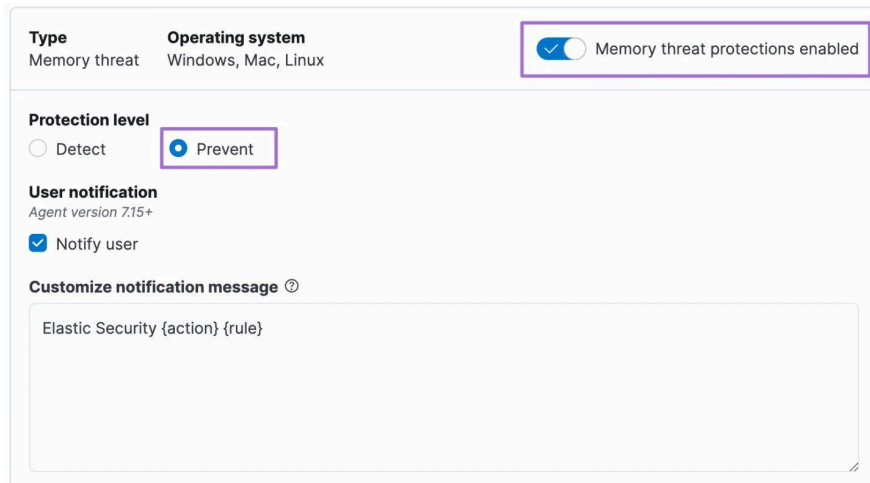 Type Operating system
Memory threat Windows, Mac, Linux
Memory threat protections enabled
Protection level
Detect Prevent
User notification
Agent version 7.15+
Notify user
Customize notification message ?
Elastic Security {action} {rule}